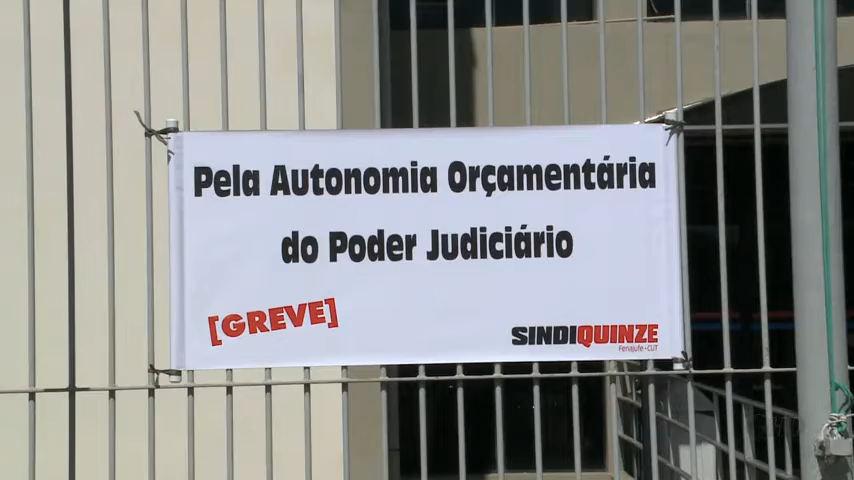 Pela Autonomia Orçamentária
do Poder Judiciário
[GREVE]
SINDIQUINZE
Fenajufe - CUT